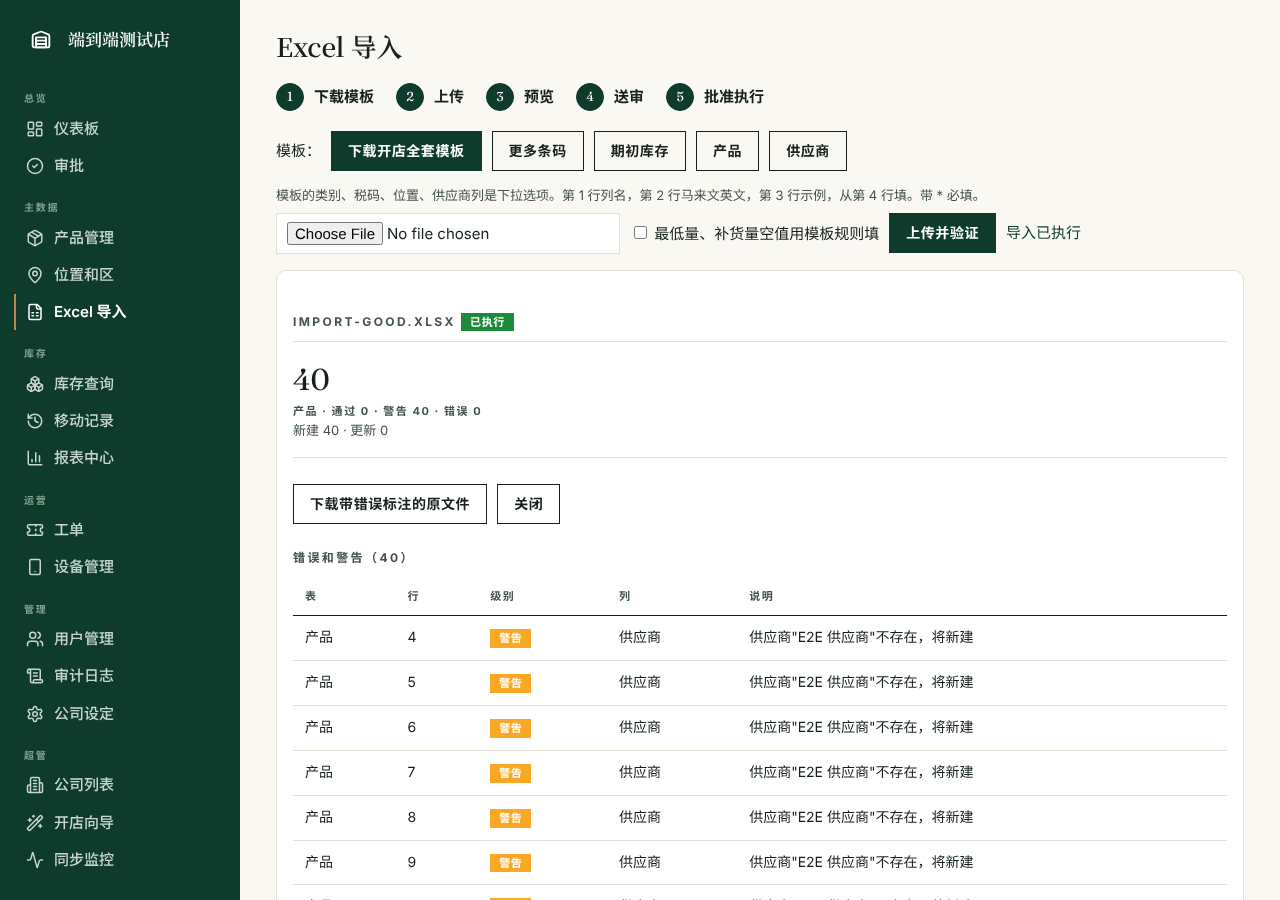 端到端测试店
总览
仪表板
审批
主数据
产品管理
位置和区
Excel 导入
库存
库存查询
移动记录
报表中心
运营
工单
设备管理
管理
用户管理
审计日志
公司设定
超管
公司列表
开店向导
同步监控
Excel 导入
1 下载模板 2 上传 3 预览 4 送审 5 批准执行
模板： 下载开店全套模板 更多条码 期初库存 产品 供应商
模板的类别、税码、位置、供应商列是下拉选项。第 1 行列名，第 2 行马来文英文，第 3 行示例，从第 4 行填。带 * 必填。
Choose File No file chosen 最低量、补货量空值用模板规则填 上传并验证 导入已执行
IMPORT-GOOD.XLSX 已执行
40
产品 · 通过 0 · 警告 40 · 错误 0
新建 40 · 更新 0
下载带错误标注的原文件 关闭
错误和警告（40）
表 行 级别 列 说明
产品 4 警告 供应商 供应商"E2E 供应商"不存在，将新建
产品 5 警告 供应商 供应商"E2E 供应商"不存在，将新建
产品 6 警告 供应商 供应商"E2E 供应商"不存在，将新建
产品 7 警告 供应商 供应商"E2E 供应商"不存在，将新建
产品 8 警告 供应商 供应商"E2E 供应商"不存在，将新建
产品 9 警告 供应商 供应商"E2E 供应商"不存在，将新建